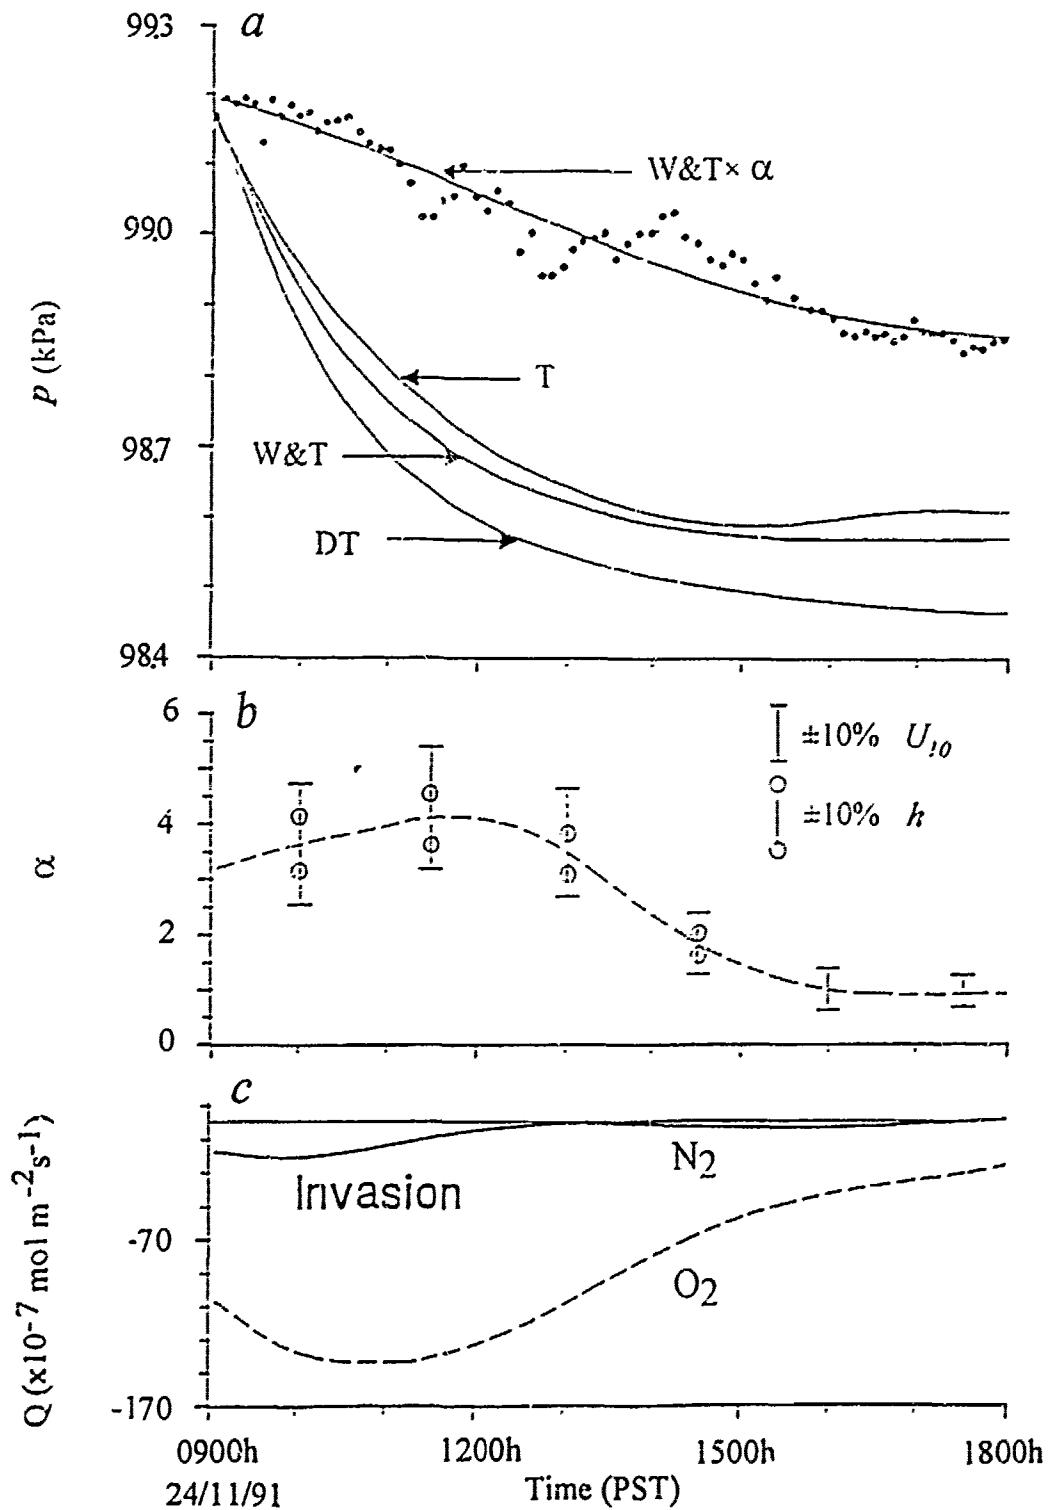 99.3
a
W&T× α
99.0
p (kPa)
T
98.7
W&T
DT
98.4
6
b
±10% U10
4
±10% h
α
2
0
c
N2
Invasion
-70
O2
Q (x10-7 mol m-2s-1)
-170
0900h
1200h
1500h
1800h
24/11/91
Time (PST)